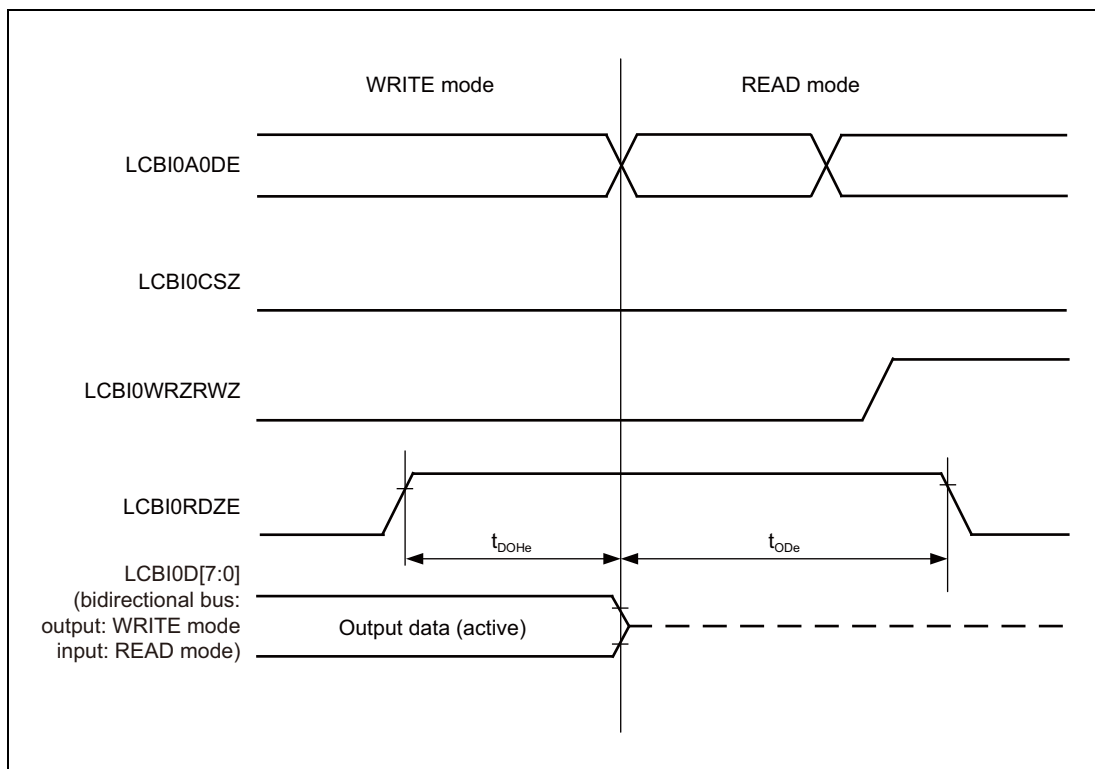 WRITE mode
READ mode
LCBI0A0DE
LCBI0CSZ
LCBI0WRZRWZ
LCBI0RDZE
tDOHe
tODe
LCBI0D[7:0]
(bidirectional bus:
output: WRITE mode
input: READ mode)
Output data (active)